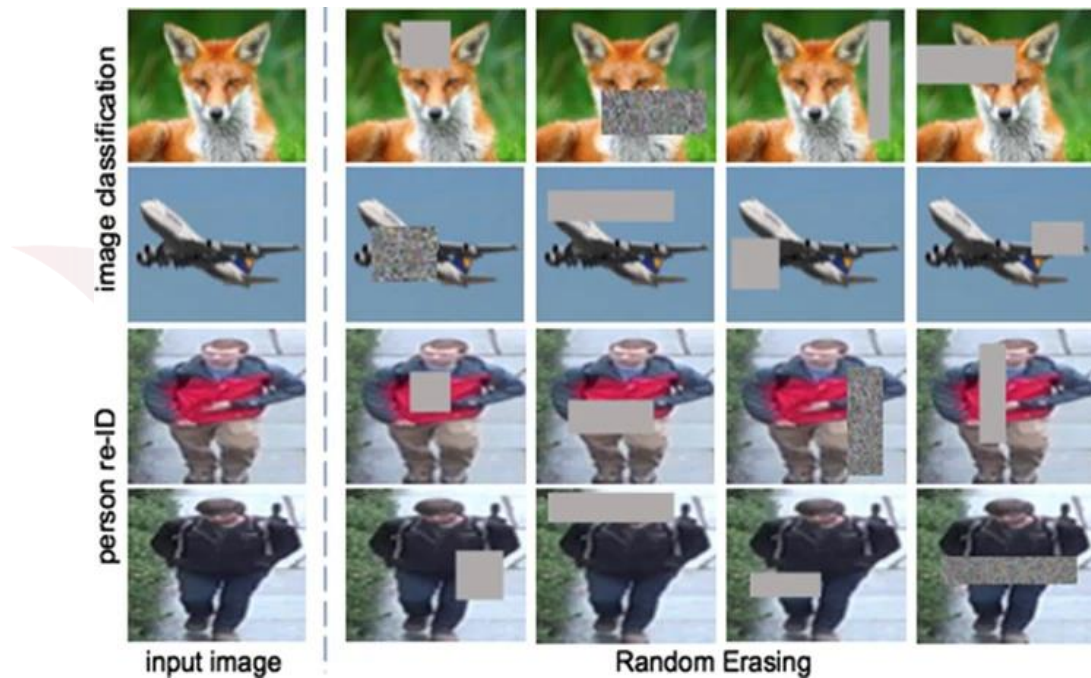 image classification
person re-ID
input image
Random Erasing